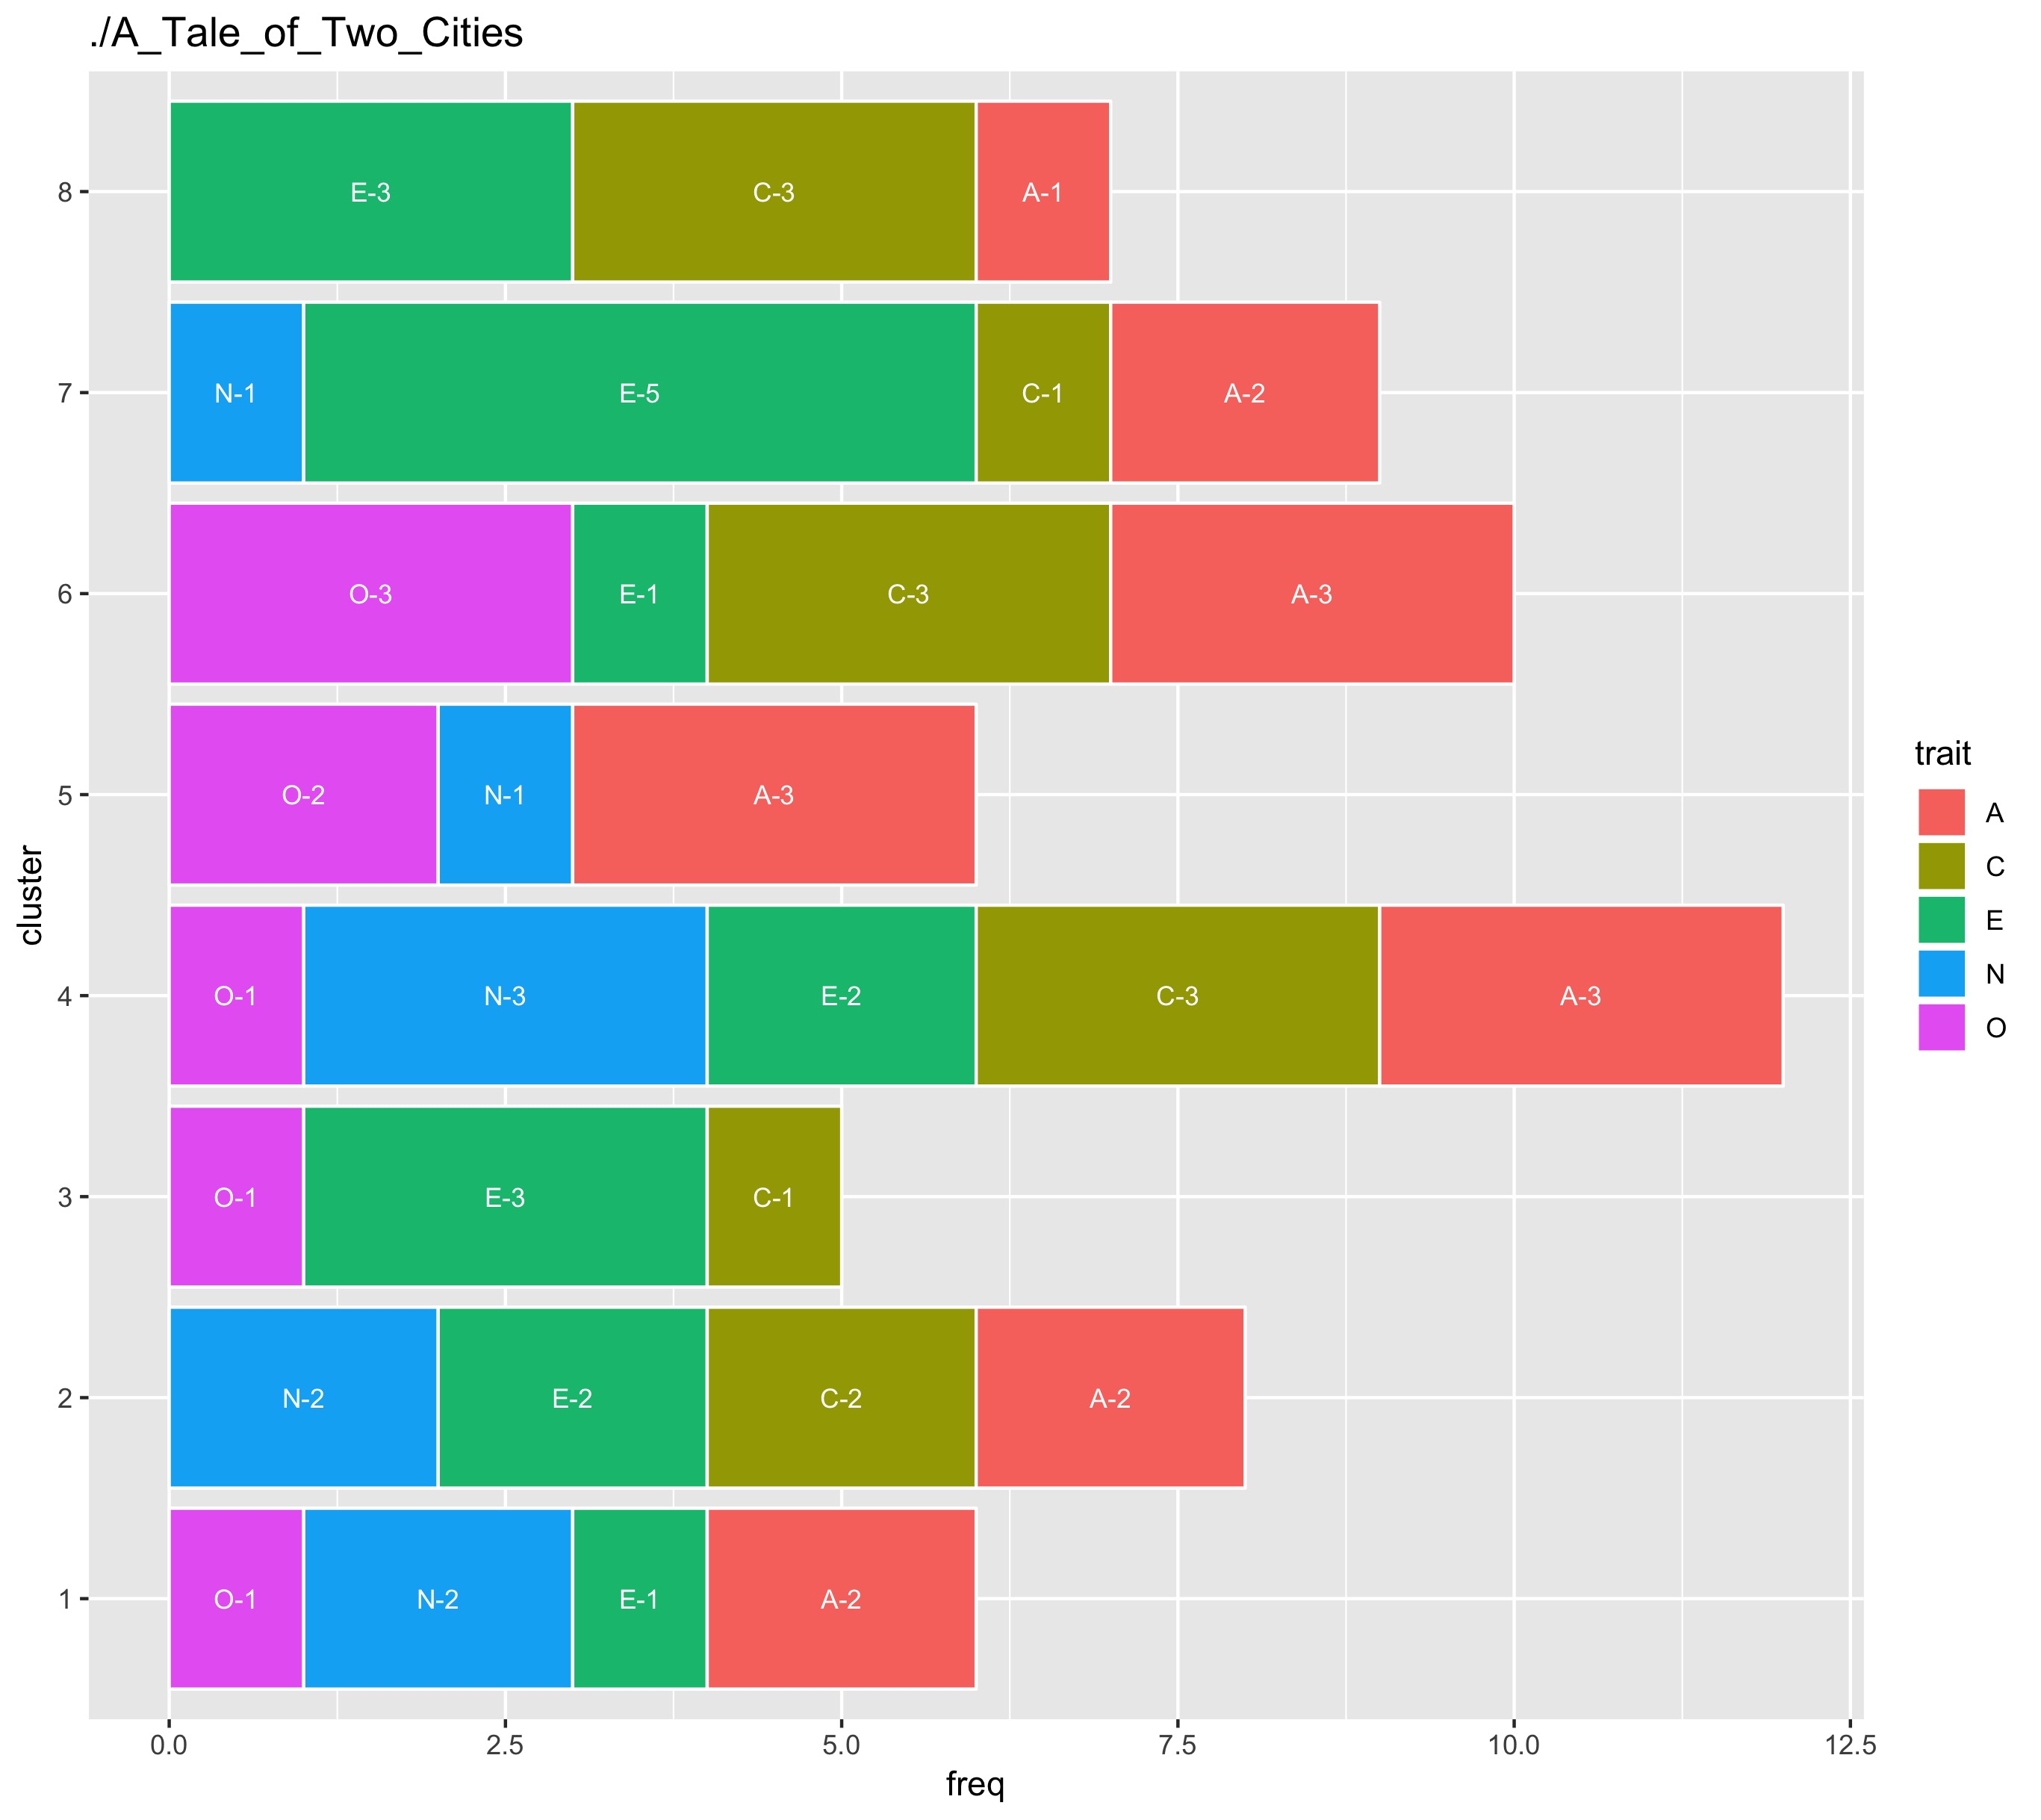 ./A_Tale_of_Two_Cities
8
E-3 C-3 A-1
7
N-1 E-5 C-1 A-2
6
O-3 E-1 C-3 A-3
5
O-2 N-1 A-3
4
O-1 N-3 E-2 C-3 A-3
3
O-1 E-3 C-1
2
N-2 E-2 C-2 A-2
1
O-1 N-2 E-1 A-2
cluster
0.0 2.5 5.0 7.5 10.0 12.5
freq
trait
A
C
E
N
O